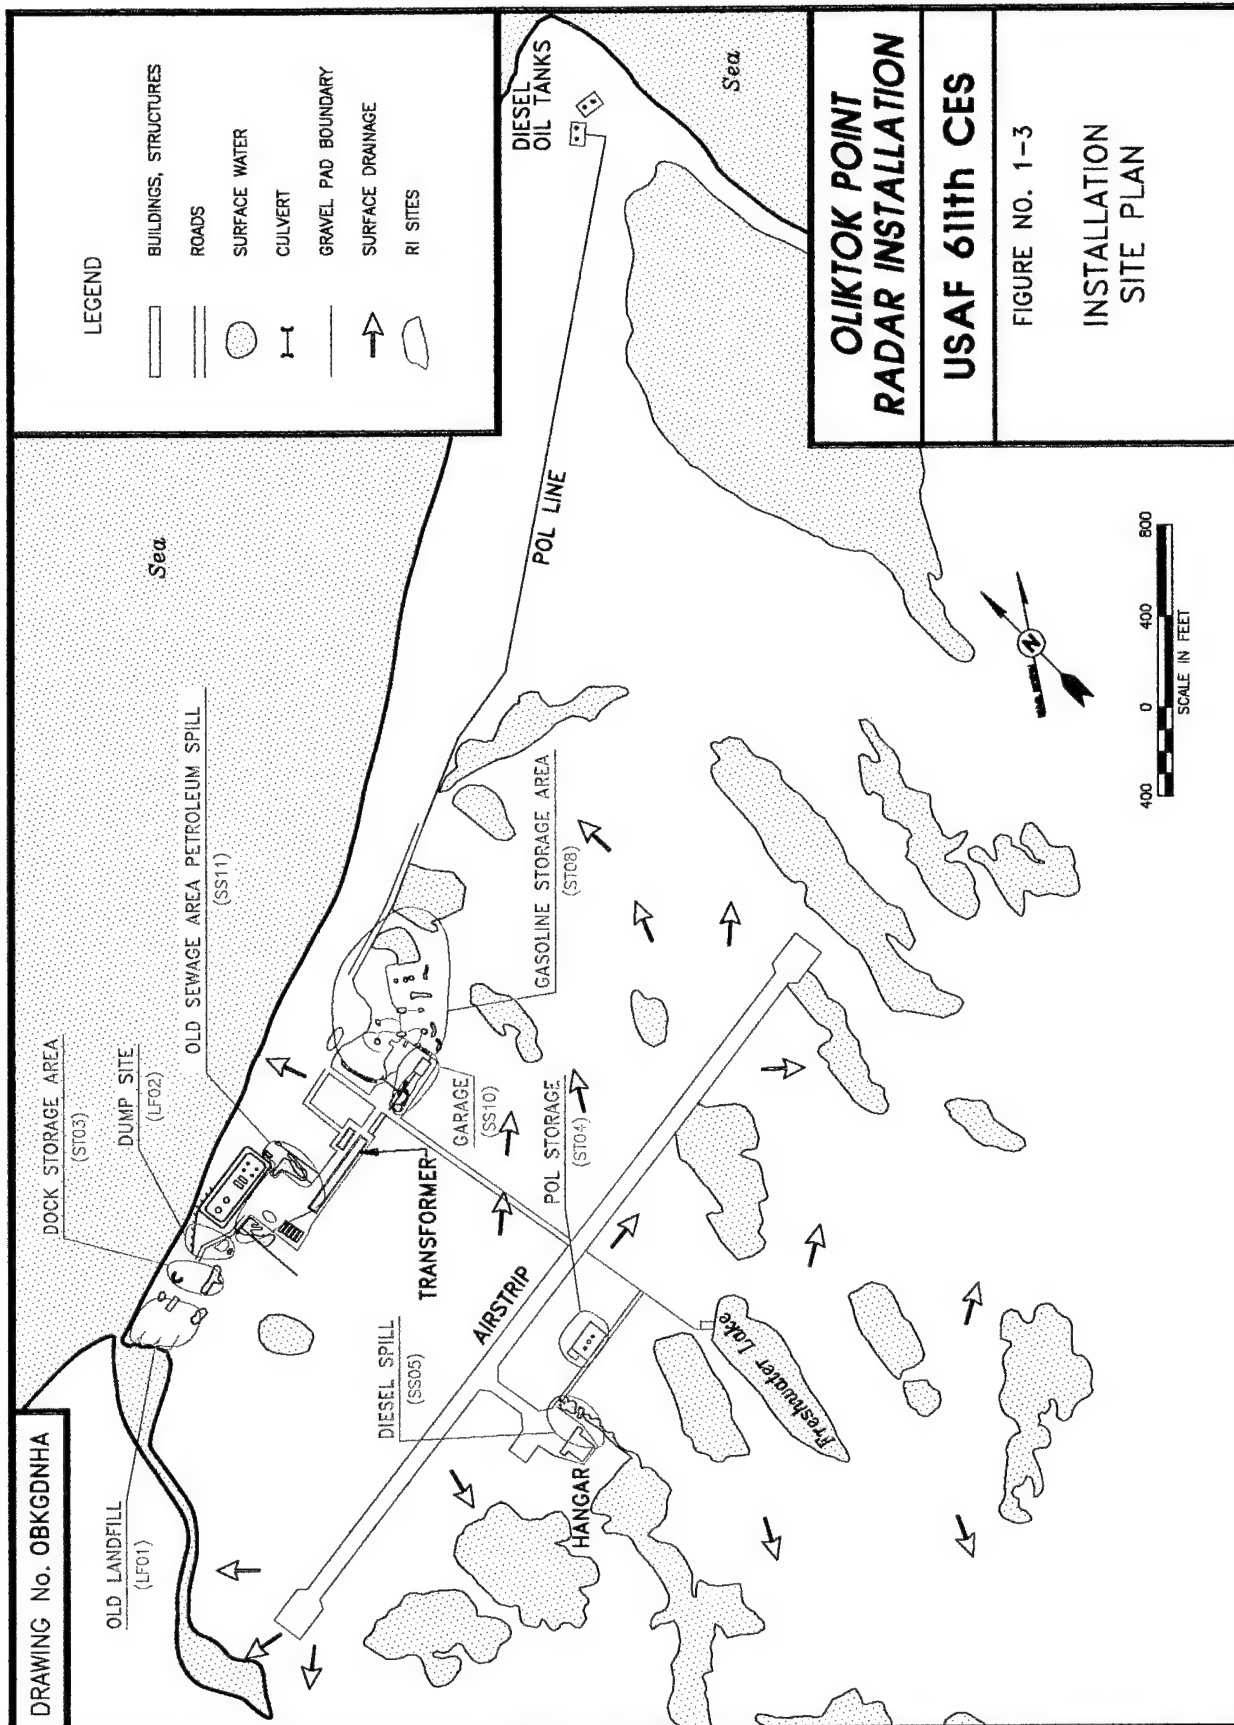 DRAWING No. OBKGDNHA
LEGEND
BUILDINGS, STRUCTURES
ROADS
SURFACE WATER
CULVERT
GRAVEL PAD BOUNDARY
SURFACE DRAINAGE
RI SITES
Sea
Sea
DIESEL
OIL TANKS
POL LINE
OLD LANDFILL
(LF01)
DOCK STORAGE AREA
(ST03)
DUMP SITE
(LF02)
OLD SEWAGE AREA PETROLEUM SPILL
(SS11)
GASOLINE STORAGE AREA
(ST08)
GARAGE
(SS10)
TRANSFORMER
POL STORAGE
(ST04)
AIRSTRIP
DIESEL SPILL
(SS05)
HANGAR
Freshwater Lake
N
400 0 400 800
SCALE IN FEET
OLIKTOK POINT
RADAR INSTALLATION
USAF 611th CES
FIGURE NO. 1-3
INSTALLATION
SITE PLAN